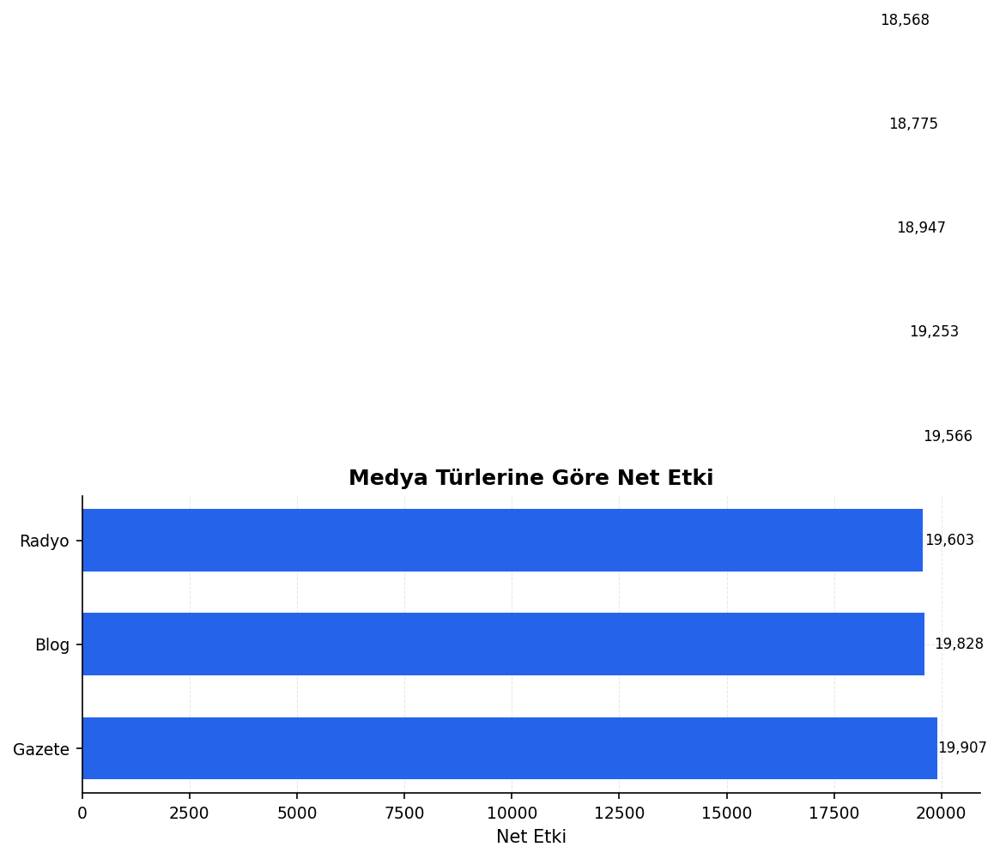 18,568
18,775
18,947
19,253
19,566
Medya Türlerine Göre Net Etki
Radyo
19,603
Blog
19,828
Gazete
19,907
0 2500 5000 7500 10000 12500 15000 17500 20000
Net Etki